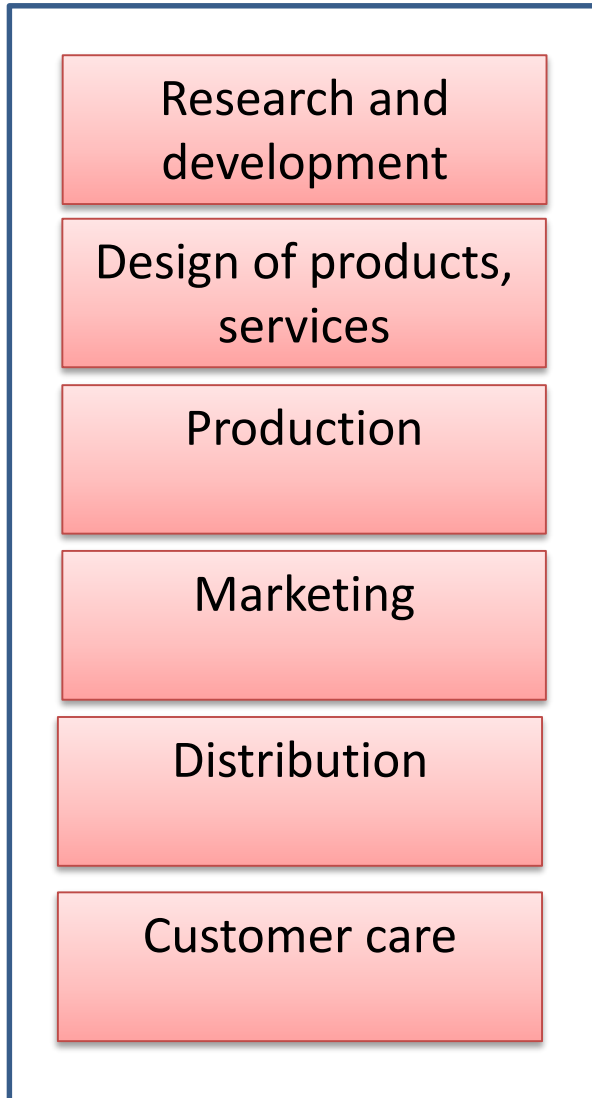 Research and
development
Design of products,
services
Production
Marketing
Distribution
Customer care